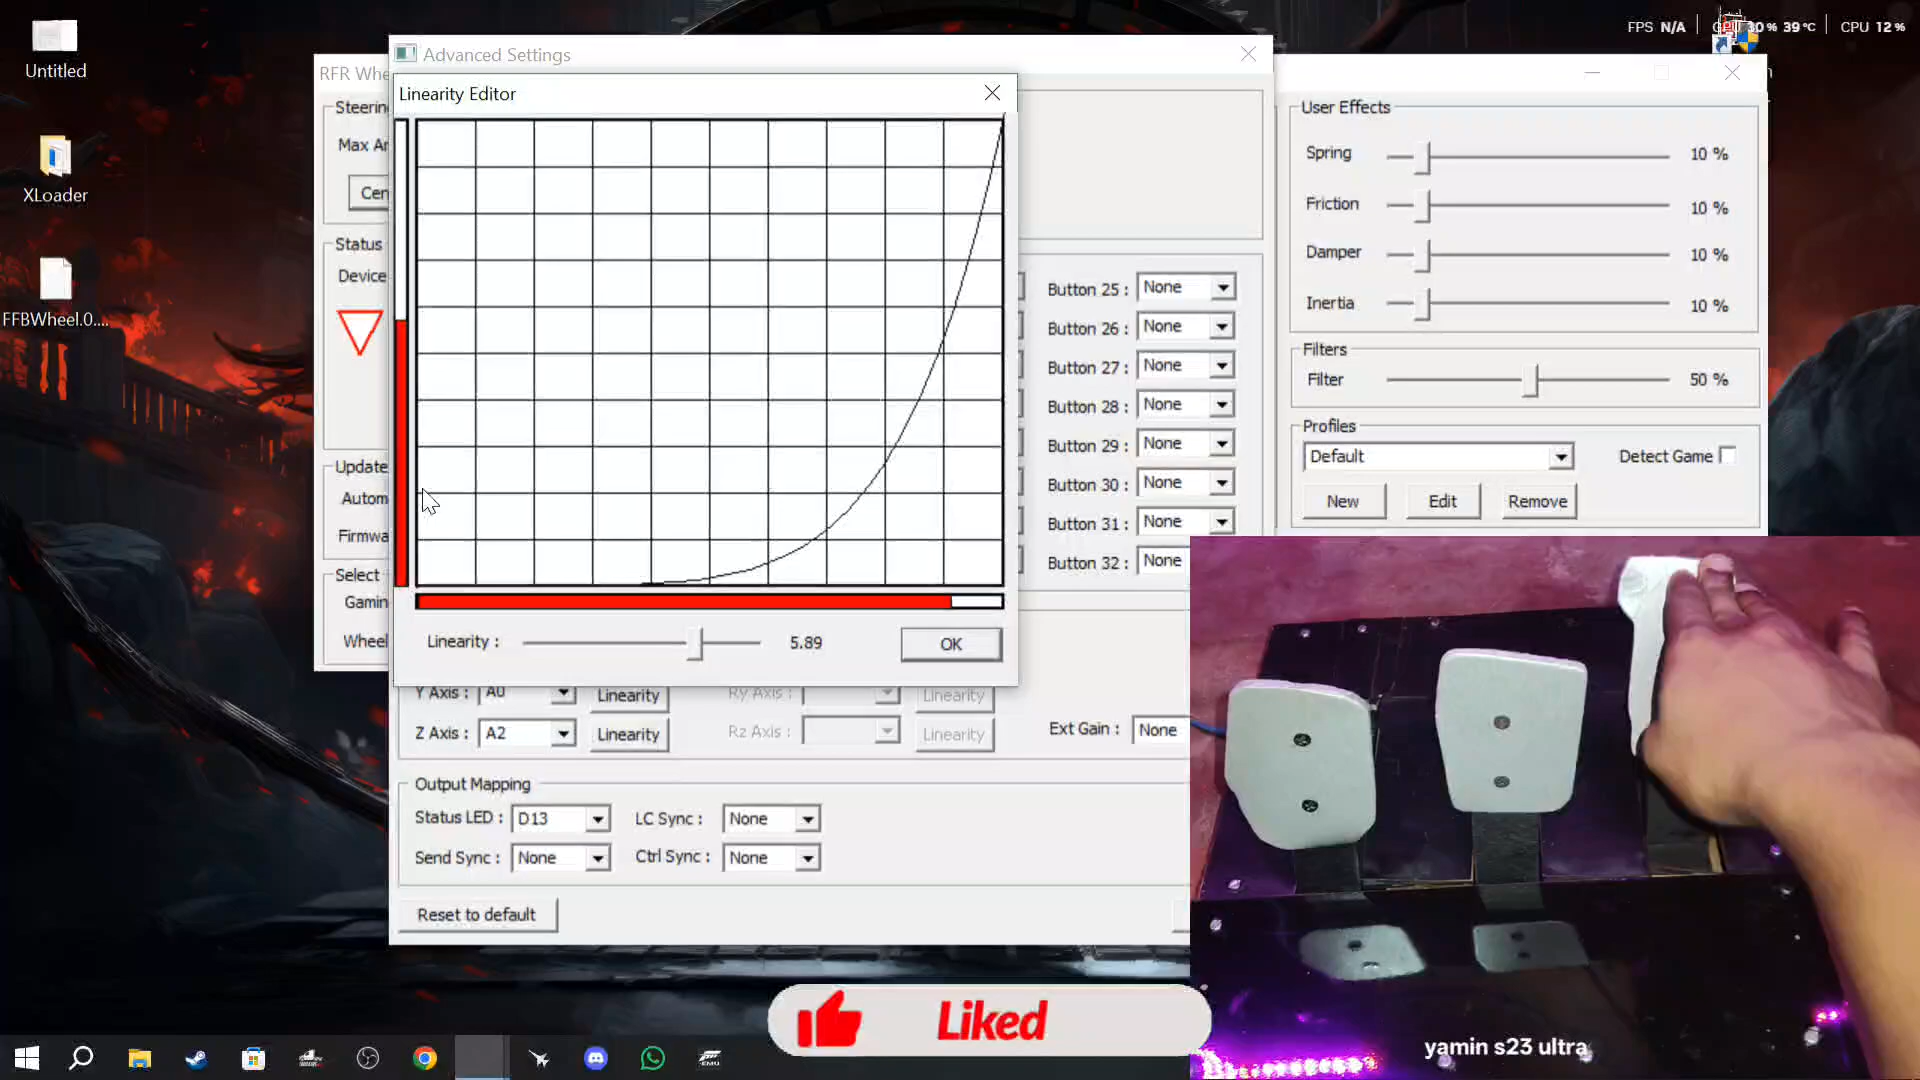 Untitled
XLoader
FFBWheel.0....
FPS N/A
30 % 39 °C
CPU 12 %
RFR Whe
Advanced Settings
Linearity Editor
Steerin
Max Ar
Cen
Status
Device
Update
Autom
Firmwa
Select
Gamin
Wheel
Linearity :
5.89
OK
Button 25 :
None
Button 26 :
None
Button 27 :
None
Button 28 :
None
Button 29 :
None
Button 30 :
None
Button 31 :
None
Button 32 :
None
User Effects
Spring
10 %
Friction
10 %
Damper
10 %
Inertia
10 %
Filters
Filter
50 %
Profiles
Default
Detect Game
New
Edit
Remove
Y Axis :
A0
Linearity
Ry Axis :
Linearity
Z Axis :
A2
Linearity
Rz Axis :
Linearity
Ext Gain :
None
Output Mapping
Status LED :
D13
LC Sync :
None
Send Sync :
None
Ctrl Sync :
None
Reset to default
Liked
yamin s23 ultra